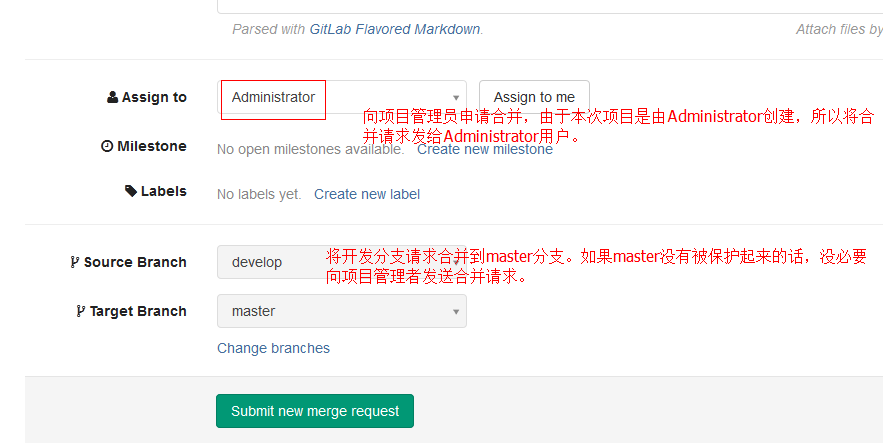 Parsed with GitLab Flavored Markdown.
Attach files by
Assign to
Administrator
Assign to me
向项目管理员申请合并，由于本次项目是由Administrator创建，所以将合
并请求发给Administrator用户。
Milestone
No open milestones available. Create new milestone
Labels
No labels yet. Create new label
Source Branch
develop
将开发分支请求合并到master分支。如果master没有被保护起来的话，没必要
向项目管理者发送合并请求。
Target Branch
master
Change branches
Submit new merge request